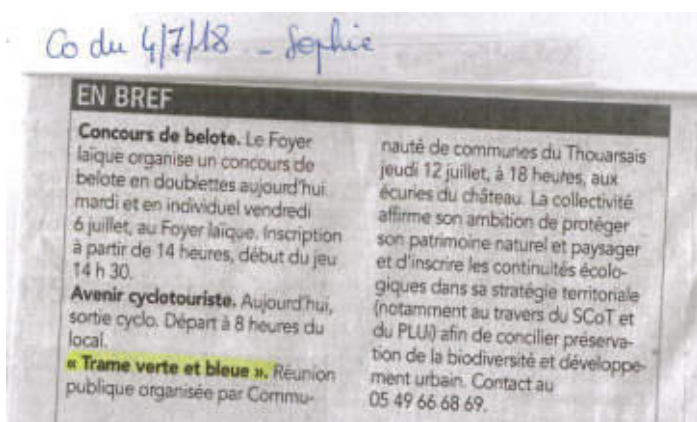 Co du 4/7/18 - Sophie
EN BREF
Concours de belote. Le Foyer
laïque organise un concours de
belote en doublettes aujourd'hui
mardi et en individuel vendredi
6 juillet, au Foyer laïque. Inscription
à partir de 14 heures, début du jeu
14 h 30.
Avenir cyclotouriste. Aujourd'hui,
sortie cyclo. Départ à 8 heures du
local.
« Trame verte et bleue ». Réunion
publique organisée par Commu-
nauté de communes du Thouarsais
jeudi 12 juillet, à 18 heures, aux
écuries du château. La collectivité
affirme son ambition de protéger
son patrimoine naturel et paysager
et d'inscrire les continuités écolo-
giques dans sa stratégie territoriale
(notamment au travers du SCoT et
du PLUi) afin de concilier préserva-
tion de la biodiversité et développe-
ment urbain. Contact au
05 49 66 68 69.